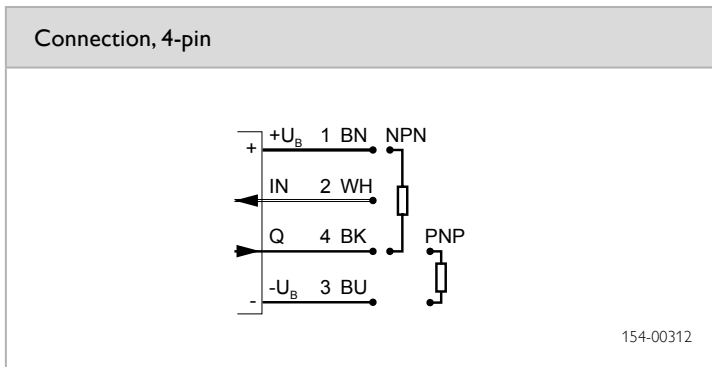 Connection, 4-pin
+U_B 1 BN NPN
+
IN 2 WH
Q 4 BK PNP
-U_B 3 BU
-
154-00312